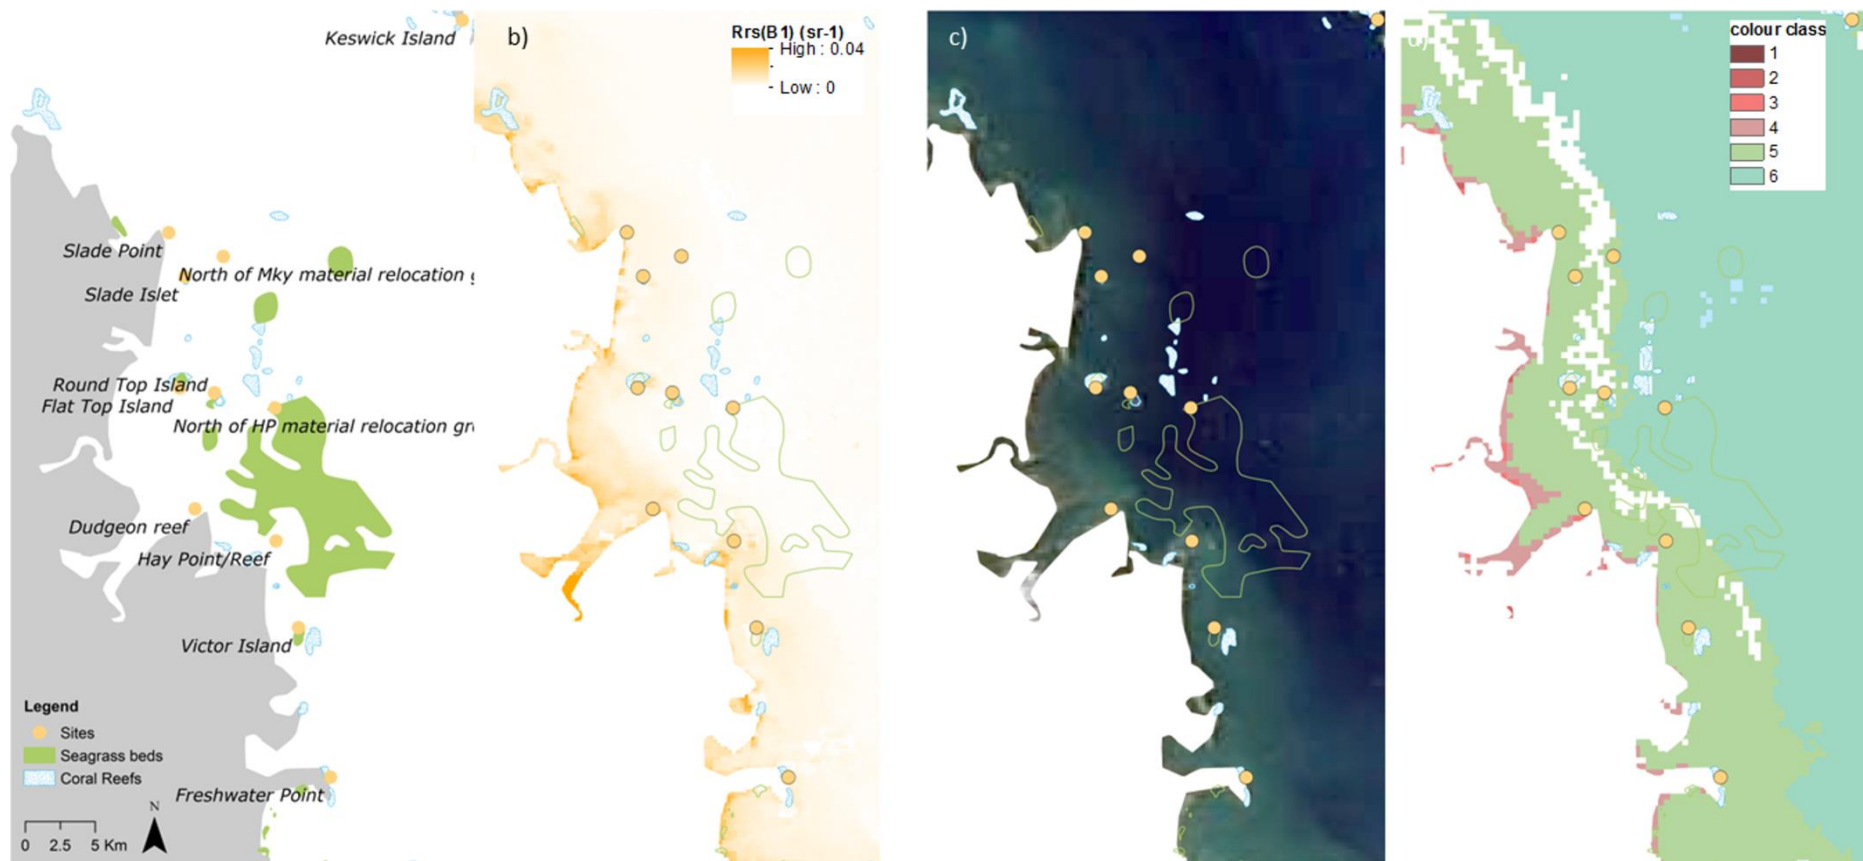 Keswick Island
Slade Point
North of Mky material relocation g
Slade Islet
Round Top Island
Flat Top Island
North of HP material relocation gr
Dudgeon reef
Hay Point/Reef
Victor Island
Freshwater Point
Legend
Sites
Seagrass beds
Coral Reefs
N
0 2.5 5 Km
b)
Rrs(B1) (sr-1)
- High : 0.04
-
- Low : 0
c)
colour class
1
2
3
4
5
6